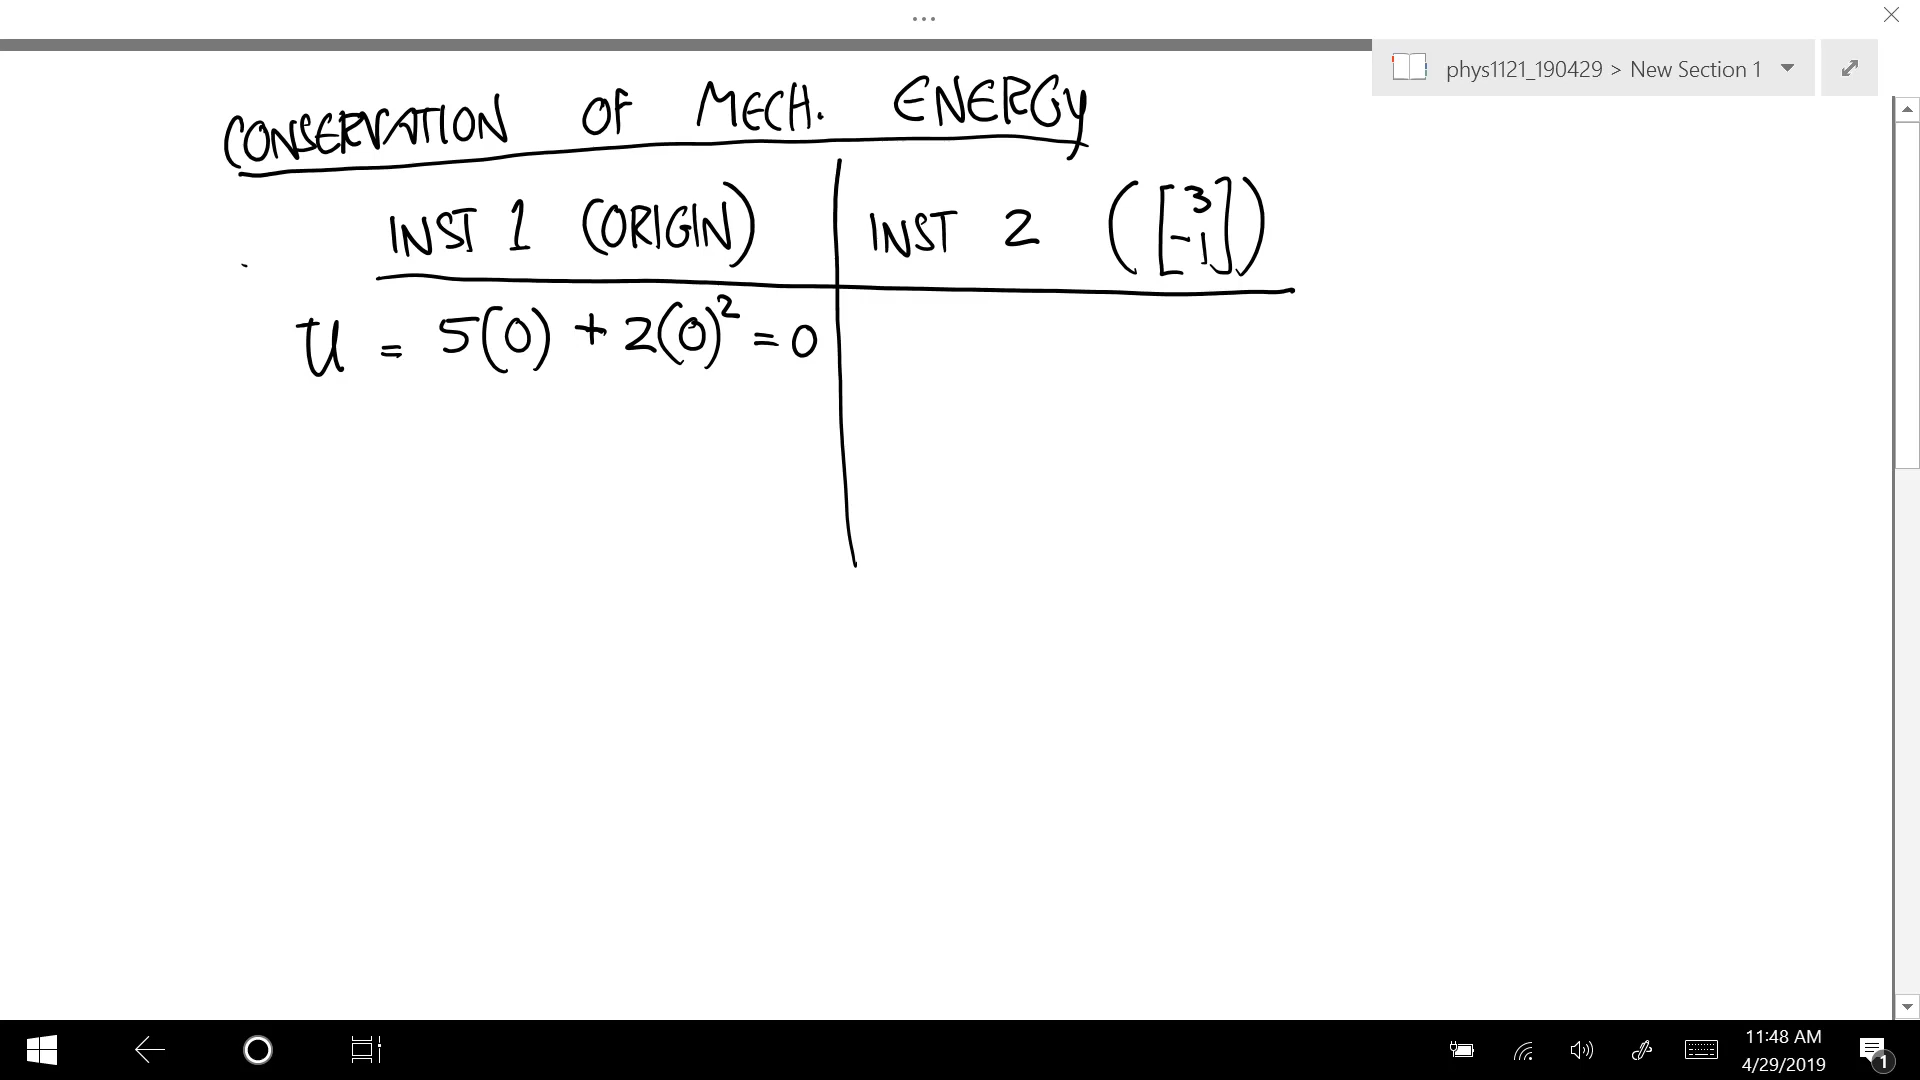 phys1121_190429 > New Section 1
CONSERVATION OF MECH. ENERGY
INST 1 (ORIGIN)
INST 2 ([3 -1])
U = 5(0) + 2(0)² = 0
11:48 AM
4/29/2019
1